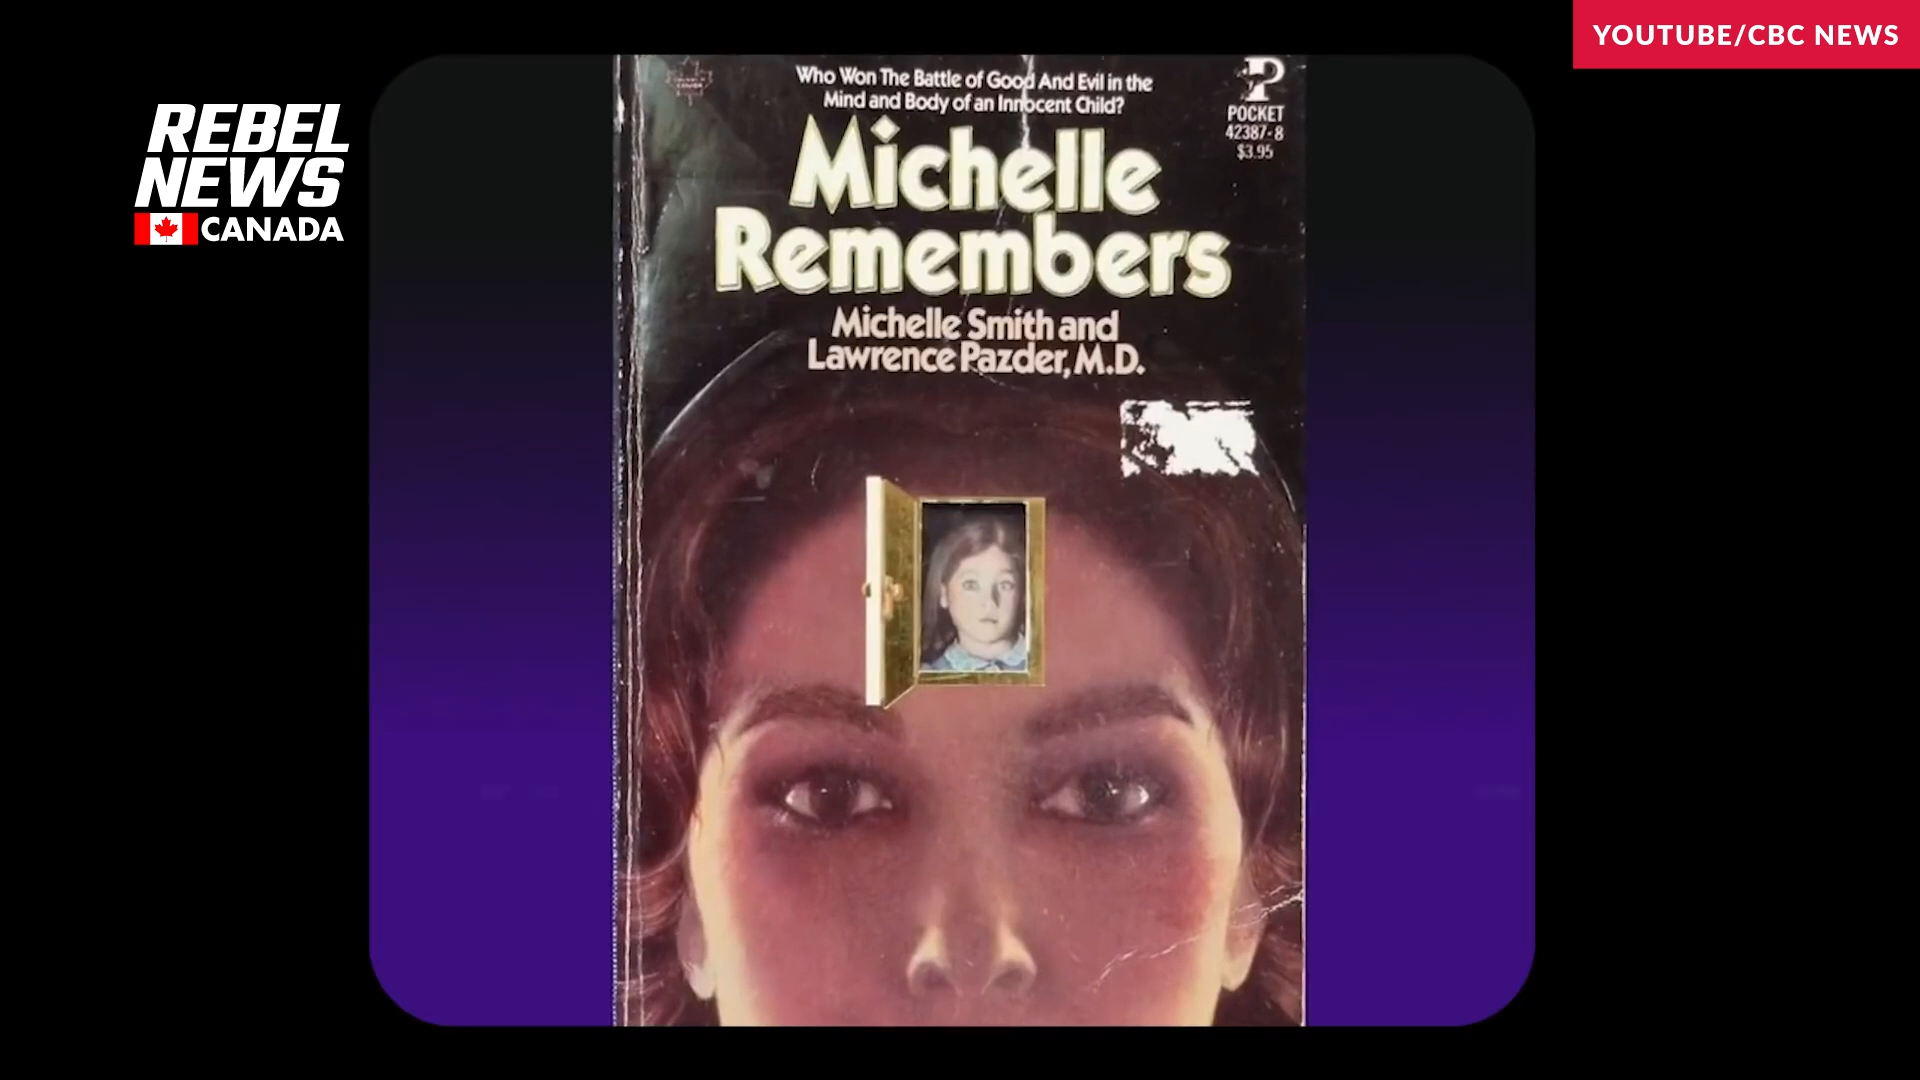 YOUTUBE/CBC NEWS
REBEL
NEWS
CANADA
Who Won The Battle of Good And Evil in the
Mind and Body of an Innocent Child?
P
POCKET
42387-8
$3.95
Michelle
Remembers
Michelle Smith and
Lawrence Pazder, M.D.